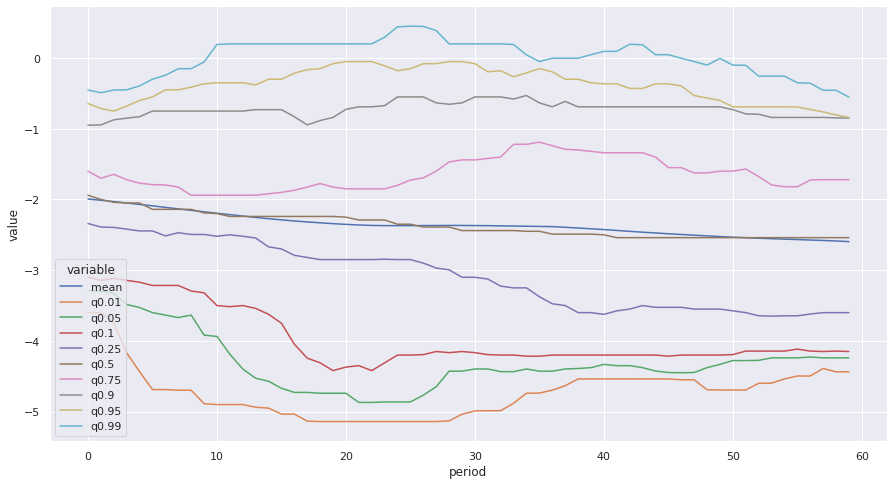 0
−1
−2
−3
−4
−5
value
variable
mean
q0.01
q0.05
q0.1
q0.25
q0.5
q0.75
q0.9
q0.95
q0.99
0
10
20
30
40
50
60
period